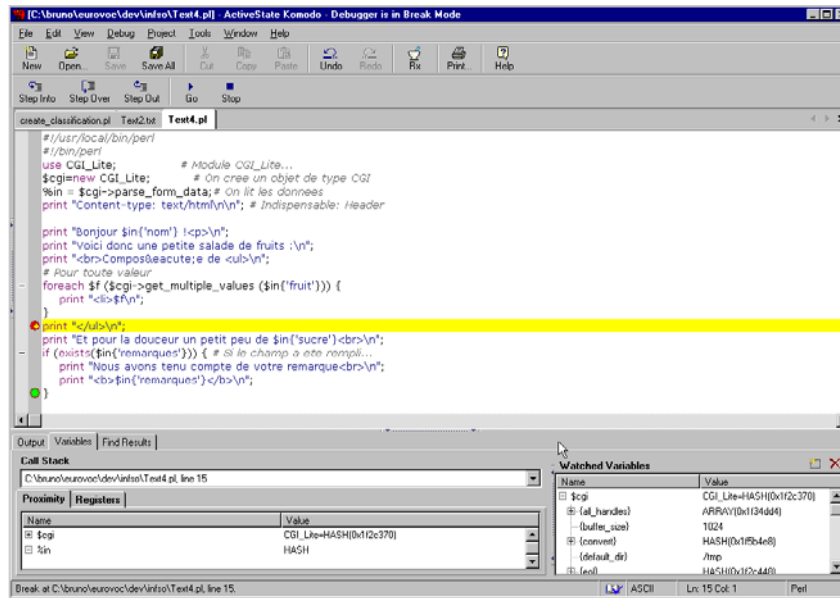 [C:\bruno\eurovoc\dev\infso\Text4.pl] - ActiveState Komodo - Debugger is in Break Mode
File Edit View Debug Project Tools Window Help
New Open... Save Save All Cut Copy Paste Undo Redo Rx Print... Help
Step Into Step Over Step Out Go Stop
create_classification.pl Text2.txt Text4.pl
#!/usr/local/bin/perl
#!/bin/perl
use CGI_Lite; # Module CGI_Lite...
$cgi=new CGI_Lite; # On cree un objet de type CGI
%in = $cgi->parse_form_data; # On lit les donnees
print "Content-type: text/html\n\n"; # Indispensable: Header
print "Bonjour $in{'nom'} !<p>\n";
print "Voici donc une petite salade de fruits :\n";
print "<br>Compos&eacute;e de <ul>\n";
# Pour toute valeur
foreach $f ($cgi->get_multiple_values ($in{'fruit'})) {
print "<li>$f\n";
}
print "</ul>\n";
print "Et pour la douceur un petit peu de $in{'sucre'}<br>\n";
if (exists($in{'remarques'})) { # Si le champ a ete rempli...
print "Nous avons tenu compte de votre remarque<br>\n";
print "<b>$in{'remarques'}</b>\n";
}
Output Variables Find Results
Call Stack
C:\bruno\eurovoc\dev\infso\Text4.pl, line 15
Proximity Registers
Name Value
$cgi CGI_Lite=HASH(0x1f2c370)
%in HASH
Watched Variables
Name Value
$cgi CGI_Lite=HASH(0x1f2c370)
{all_handles} ARRAY(0x1f34dd4)
{buffer_size} 1024
{convert} HASH(0x1f5b4e8)
{default_dir} /tmp
{eol} HASH(0x1f2c448)
Break at C:\bruno\eurovoc\dev\infso\Text4.pl, line 15. ASCII Ln: 15 Col: 1 Perl